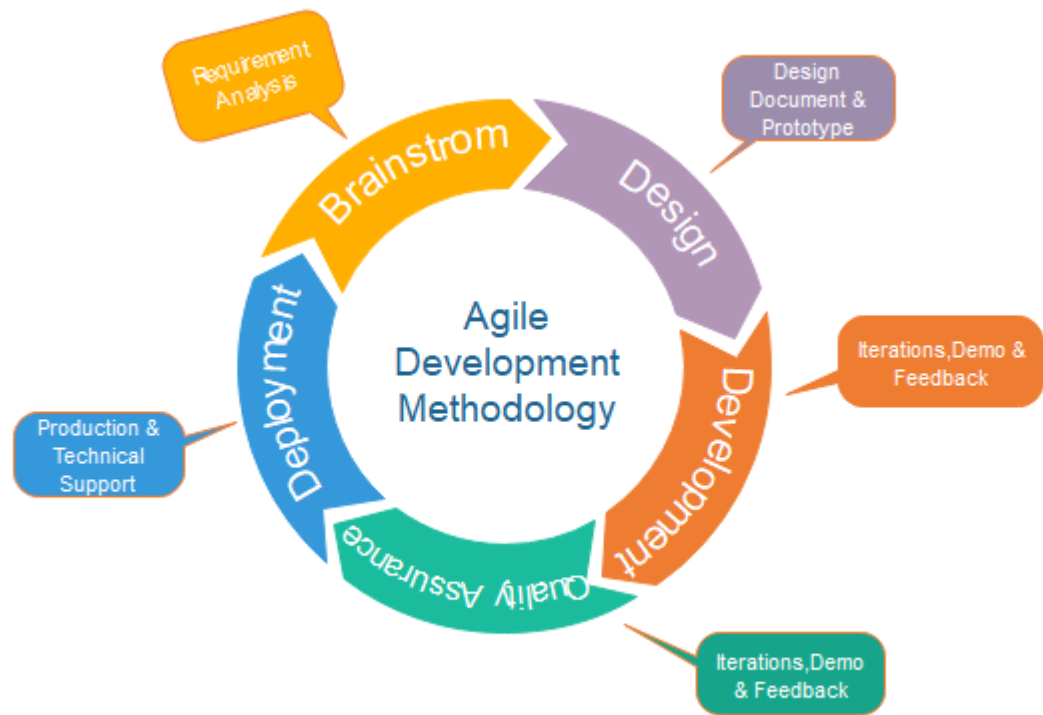 Requirement
Analysis
Brainstrom
Design
Document &
Prototype
Design
Iterations,Demo &
Feedback
Development
Agile
Development
Methodology
Deployment
Production &
Technical
Support
Quality Assurance
Iterations,Demo
& Feedback